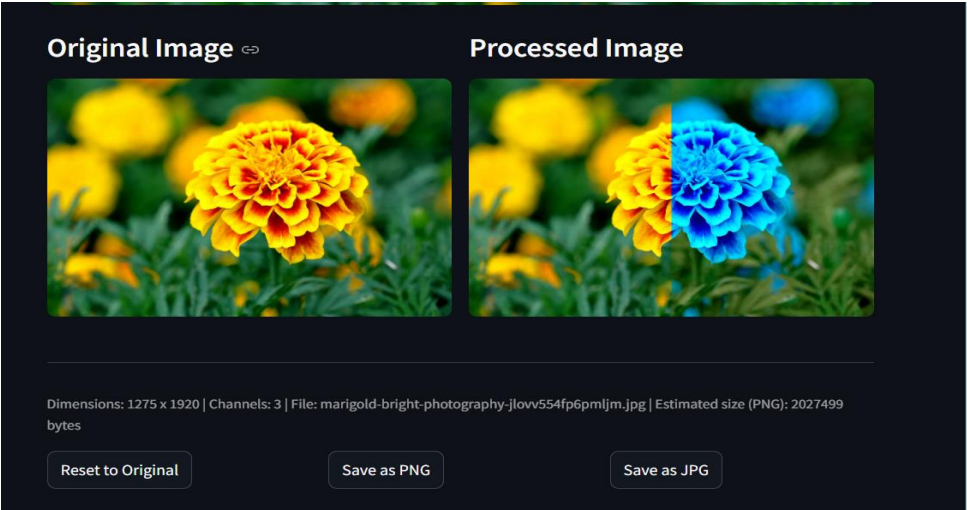 Original Image
Processed Image
Dimensions: 1275 x 1920 | Channels: 3 | File: marigold-bright-photography-jlovv554fp6pmljm.jpg | Estimated size (PNG): 2027499
bytes
Reset to Original
Save as PNG
Save as JPG